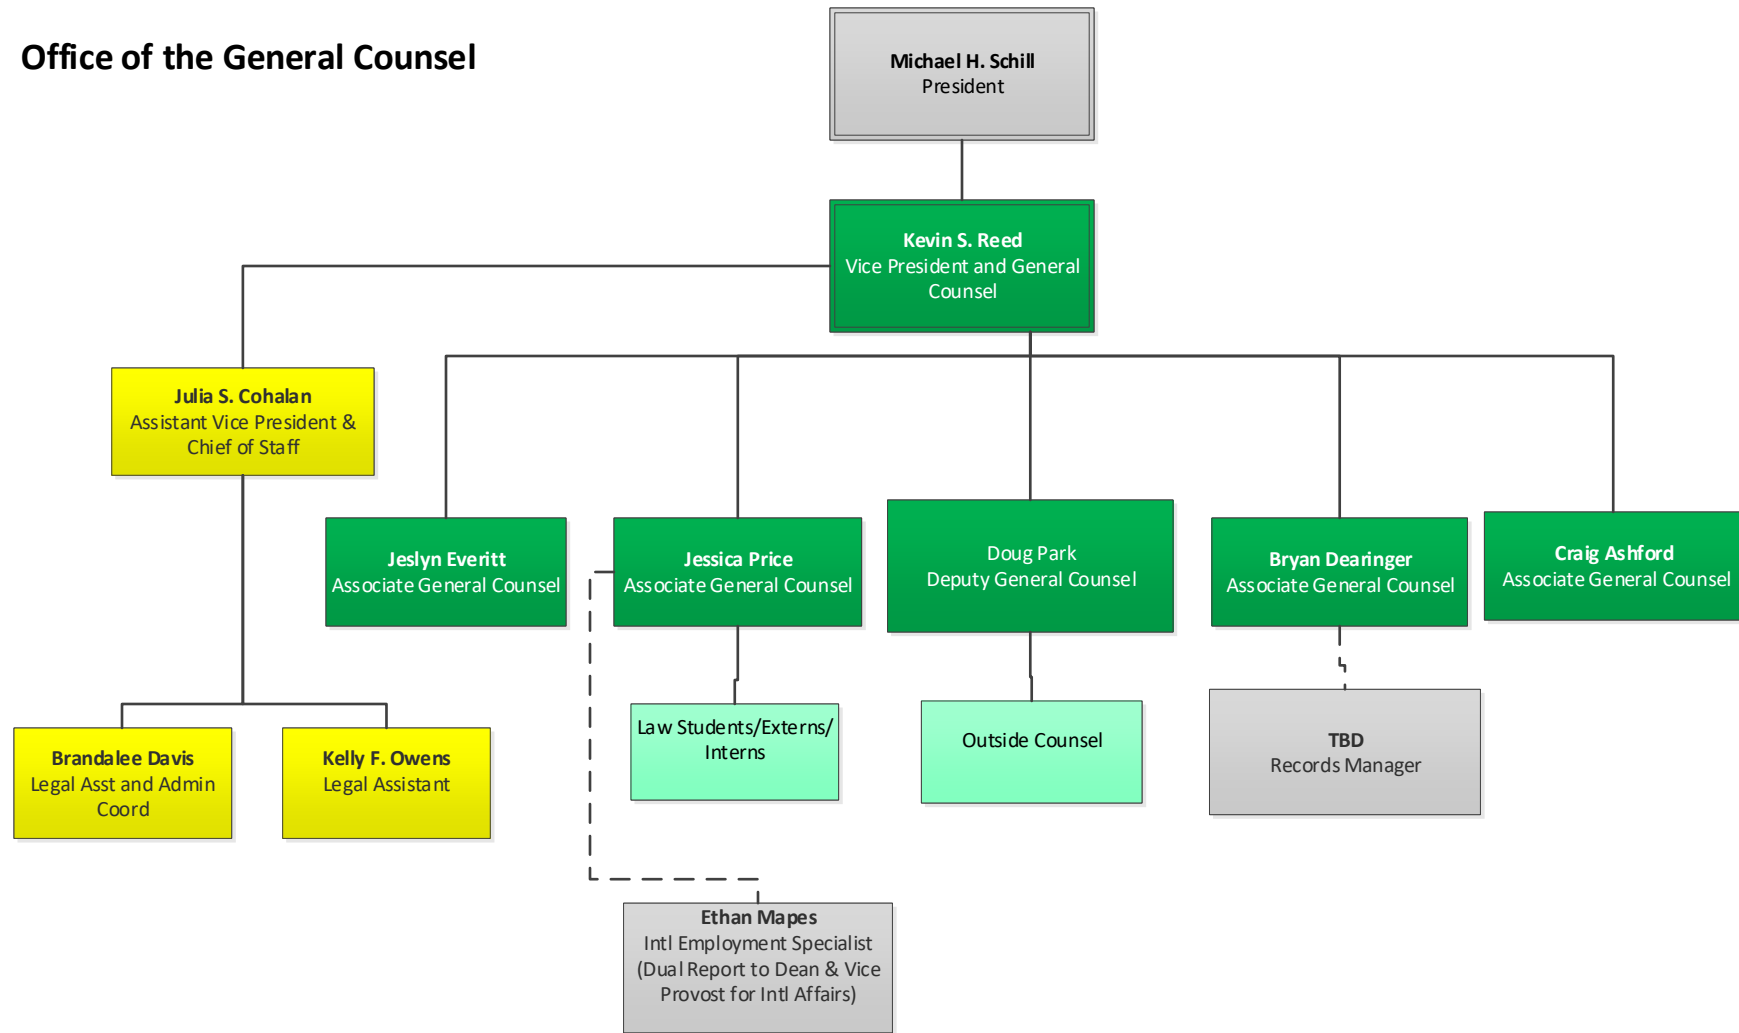 Office of the General Counsel
Michael H. Schill
President
Kevin S. Reed
Vice President and General
Counsel
Julia S. Cohalan
Assistant Vice President &
Chief of Staff
Jeslyn Everitt
Associate General Counsel
Jessica Price
Associate General Counsel
Doug Park
Deputy General Counsel
Bryan Dearinger
Associate General Counsel
Craig Ashford
Associate General Counsel
Brandalee Davis
Legal Asst and Admin
Coord
Kelly F. Owens
Legal Assistant
Law Students/Externs/
Interns
Outside Counsel
TBD
Records Manager
Ethan Mapes
Intl Employment Specialist
(Dual Report to Dean & Vice
Provost for Intl Affairs)